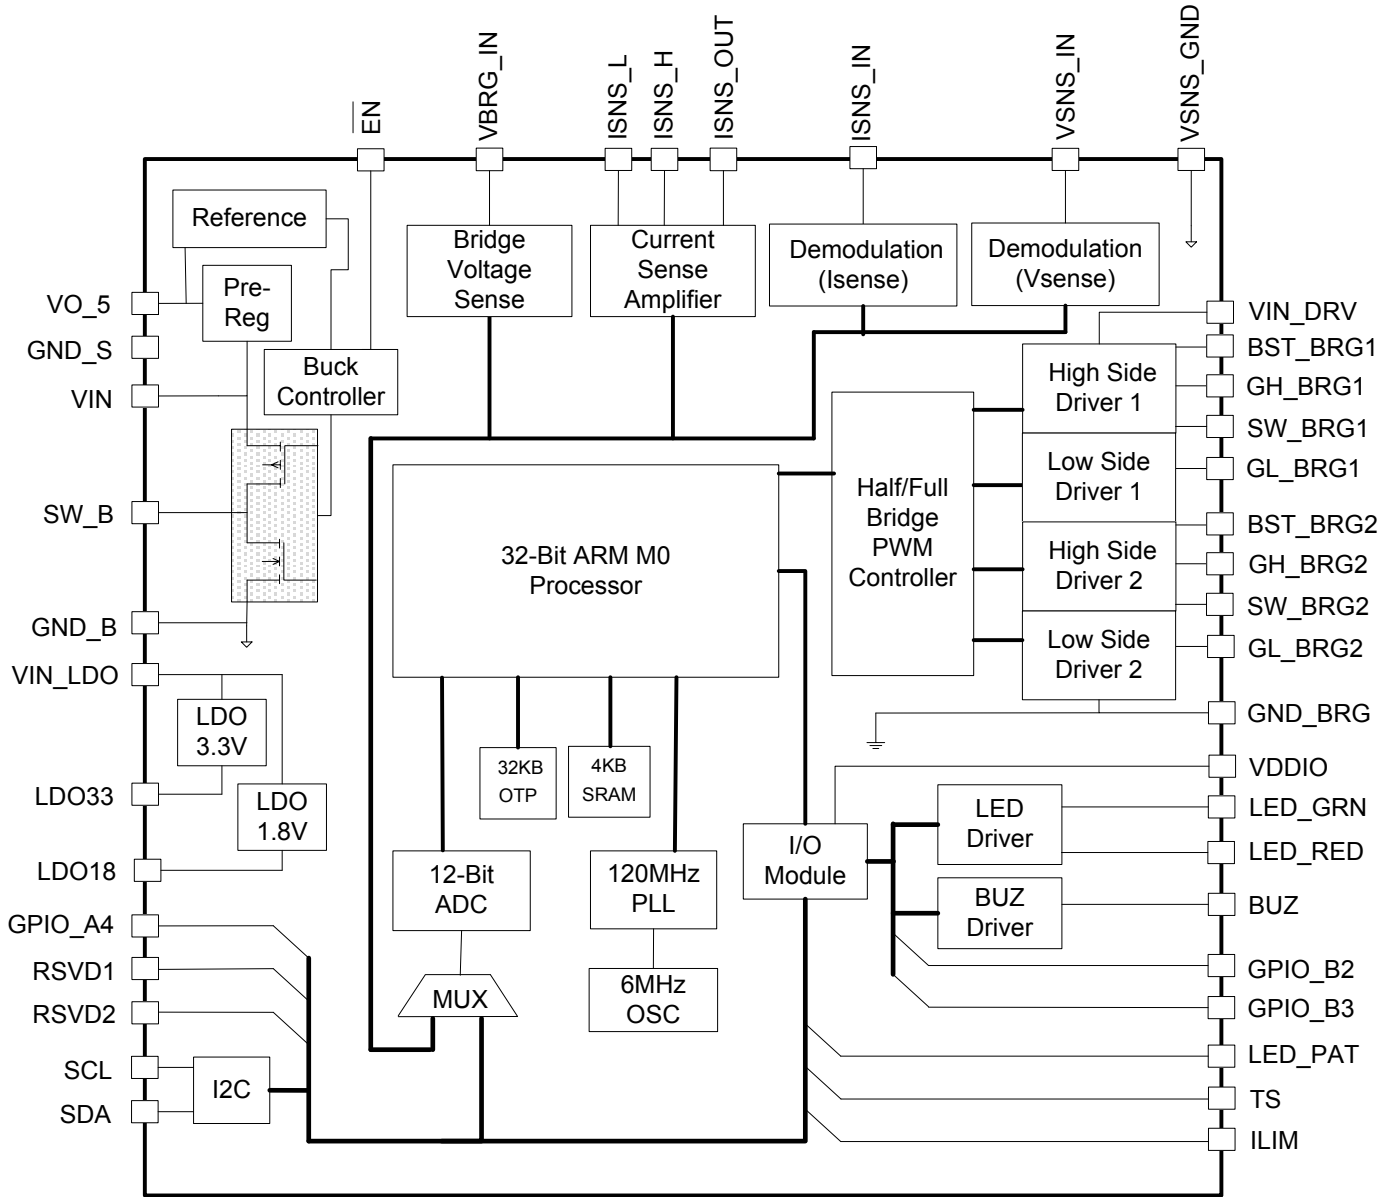 EN
VBRG_IN
ISNS_L
ISNS_H
ISNS_OUT
ISNS_IN
VSNS_IN
VSNS_GND
Reference
Pre-
Reg
Buck
Controller
Bridge
Voltage
Sense
Current
Sense
Amplifier
Demodulation
(Isense)
Demodulation
(Vsense)
VO_5
GND_S
VIN
SW_B
GND_B
VIN_LDO
LDO33
LDO18
GPIO_A4
RSVD1
RSVD2
SCL
SDA
LDO
3.3V
LDO
1.8V
I2C
32-Bit ARM M0
Processor
32KB
OTP
4KB
SRAM
12-Bit
ADC
MUX
120MHz
PLL
6MHz
OSC
Half/Full
Bridge
PWM
Controller
High Side
Driver 1
Low Side
Driver 1
High Side
Driver 2
Low Side
Driver 2
I/O
Module
LED
Driver
BUZ
Driver
VIN_DRV
BST_BRG1
GH_BRG1
SW_BRG1
GL_BRG1
BST_BRG2
GH_BRG2
SW_BRG2
GL_BRG2
GND_BRG
VDDIO
LED_GRN
LED_RED
BUZ
GPIO_B2
GPIO_B3
LED_PAT
TS
ILIM